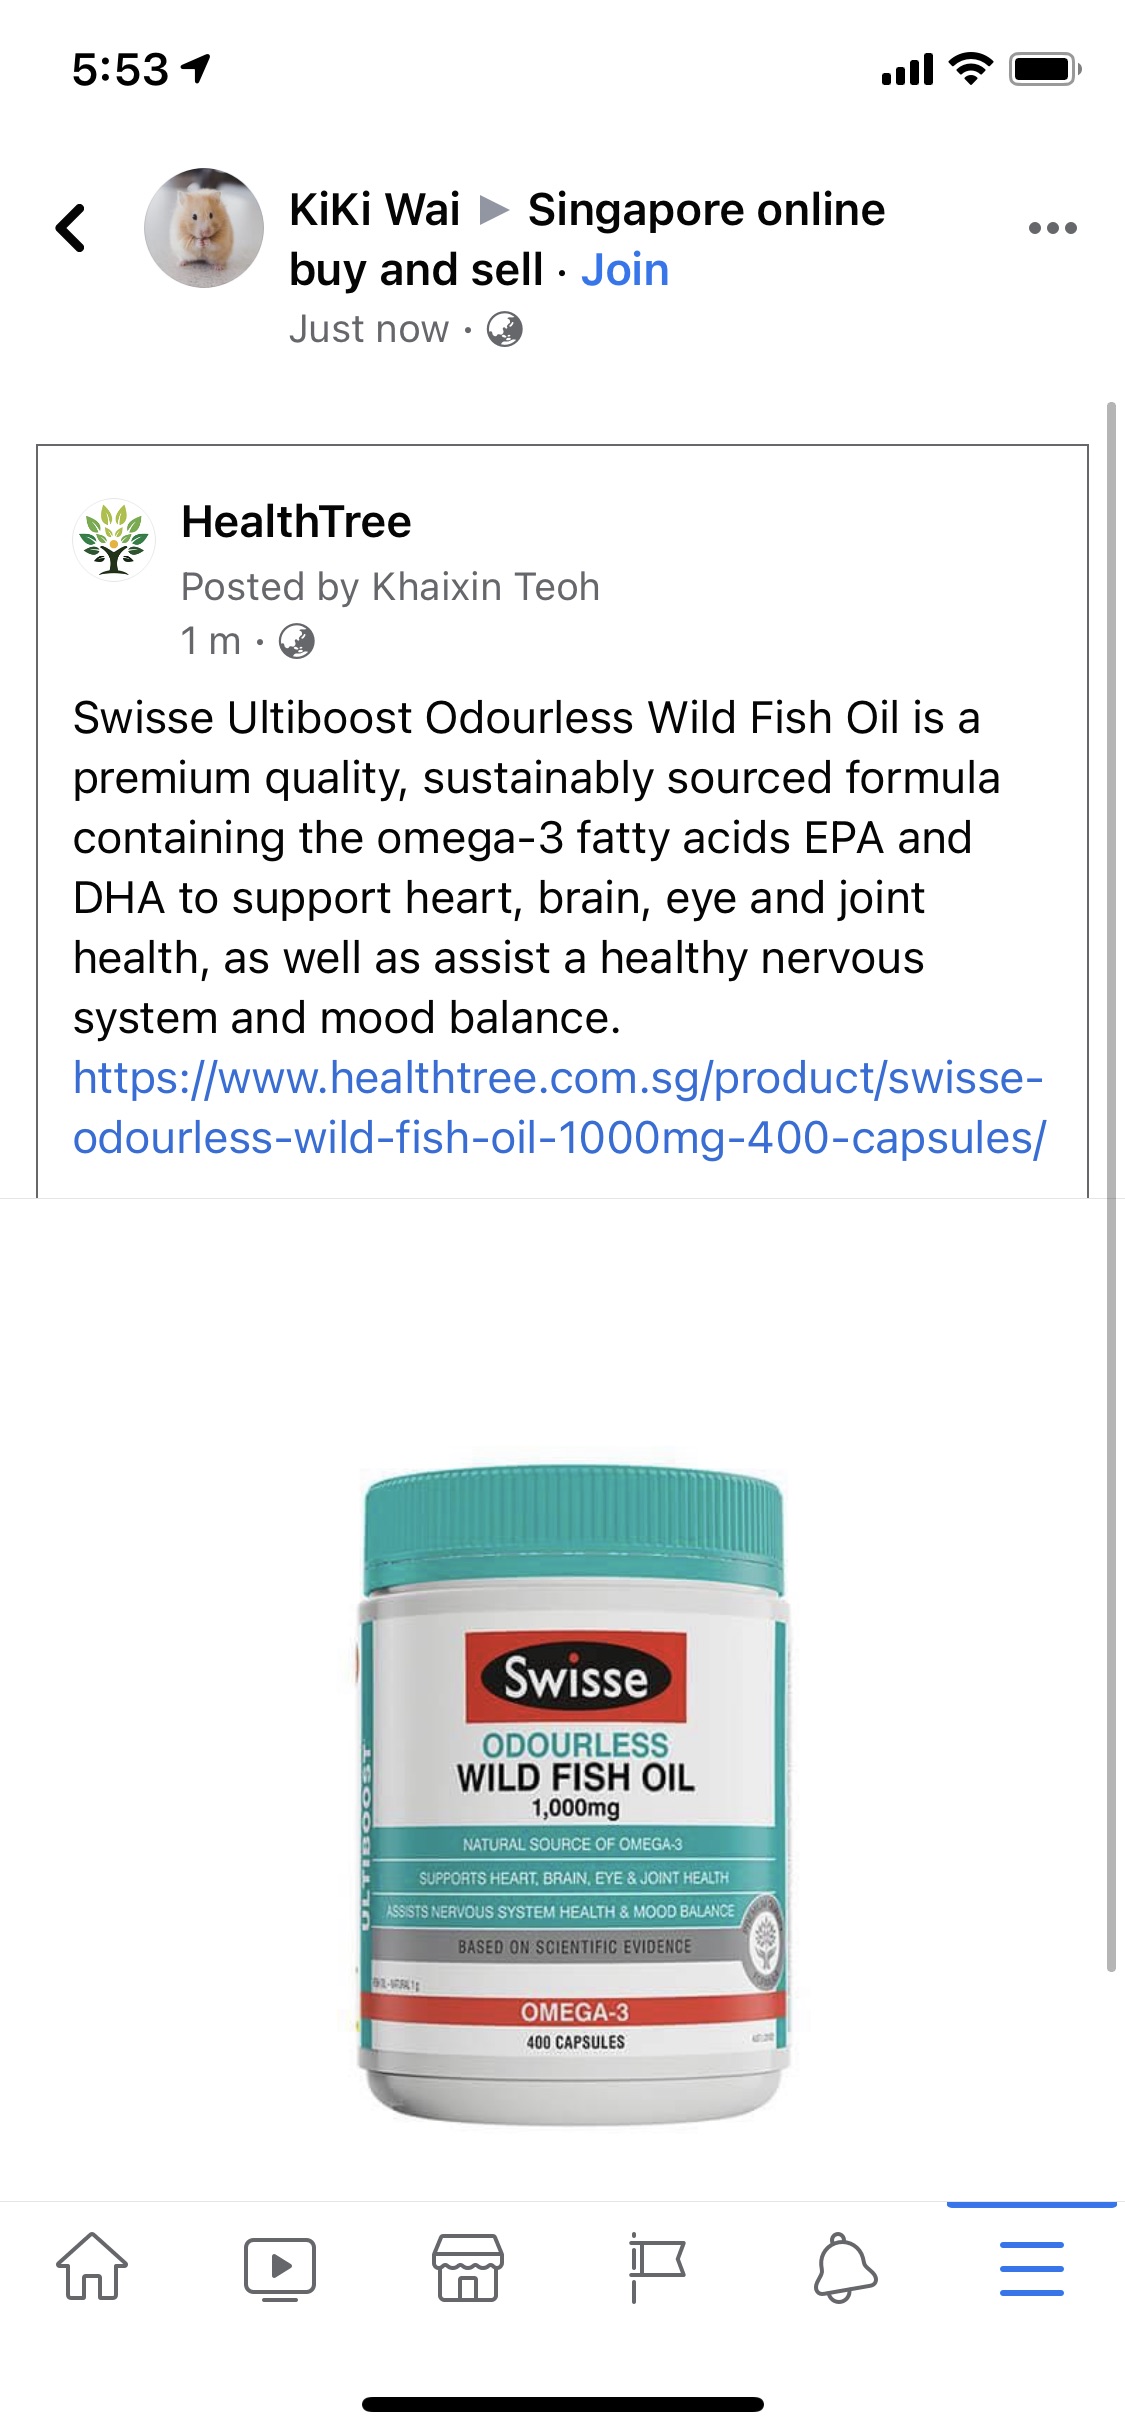 5:53
KiKi Wai ▶ Singapore online
buy and sell · Join
Just now ·
HealthTree
Posted by Khaixin Teoh
1 m ·
Swisse Ultiboost Odourless Wild Fish Oil is a
premium quality, sustainably sourced formula
containing the omega-3 fatty acids EPA and
DHA to support heart, brain, eye and joint
health, as well as assist a healthy nervous
system and mood balance.
https://www.healthtree.com.sg/product/swisse-
odourless-wild-fish-oil-1000mg-400-capsules/
Swisse
ODOURLESS
WILD FISH OIL
1,000mg
ULTIBOOST
NATURAL SOURCE OF OMEGA-3
SUPPORTS HEART, BRAIN, EYE & JOINT HEALTH
ASSISTS NERVOUS SYSTEM HEALTH & MOOD BALANCE
BASED ON SCIENTIFIC EVIDENCE
OMEGA-3
400 CAPSULES